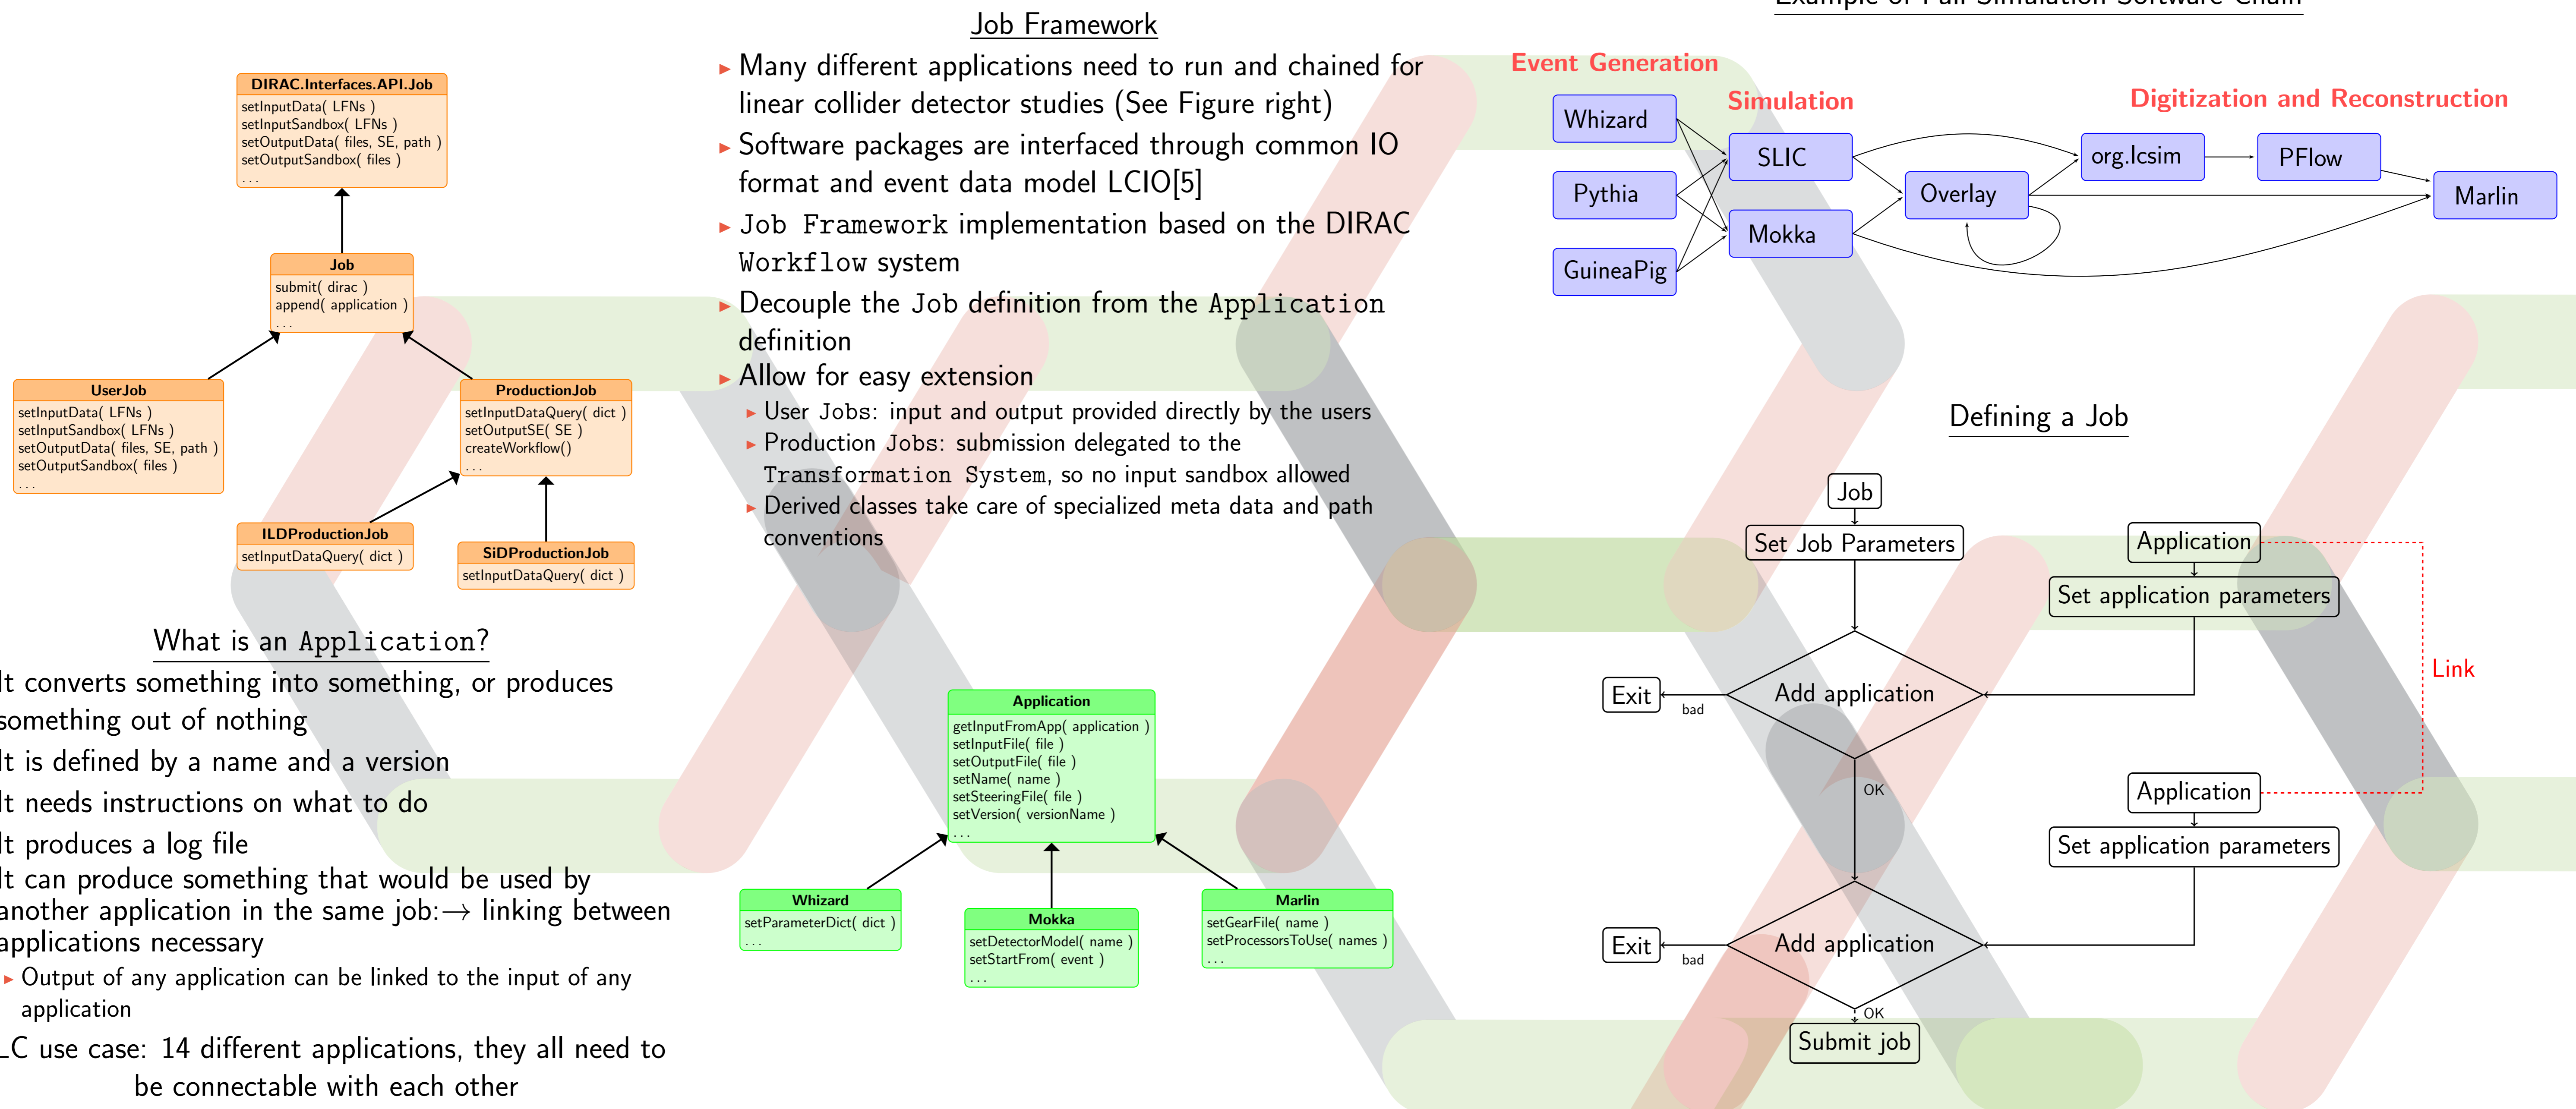 DIRAC.Interfaces.API.Job
setInputData( LFNs )
setInputSandbox( LFNs )
setOutputData( files, SE, path )
setOutputSandbox( files )
...
Job
submit( dirac )
append( application )
...
UserJob
setInputData( LFNs )
setInputSandbox( LFNs )
setOutputData( files, SE, path )
setOutputSandbox( files )
...
ProductionJob
setInputDataQuery( dict )
setOutputSE( SE )
createWorkflow()
...
ILDProductionJob
setInputDataQuery( dict )
SiDProductionJob
setInputDataQuery( dict )
What is an Application?
It converts something into something, or produces
something out of nothing
It is defined by a name and a version
It needs instructions on what to do
It produces a log file
It can produce something that would be used by
another application in the same job:→ linking between
applications necessary
▸ Output of any application can be linked to the input of any
application
LC use case: 14 different applications, they all need to
be connectable with each other
Job Framework
▸ Many different applications need to run and chained for
linear collider detector studies (See Figure right)
▸ Software packages are interfaced through common IO
format and event data model LCIO[5]
▸ Job Framework implementation based on the DIRAC
Workflow system
▸ Decouple the Job definition from the Application
definition
▸ Allow for easy extension
▸ User Jobs: input and output provided directly by the users
▸ Production Jobs: submission delegated to the
Transformation System, so no input sandbox allowed
▸ Derived classes take care of specialized meta data and path
conventions
Application
getInputFromApp( application )
setInputFile( file )
setOutputFile( file )
setName( name )
setSteeringFile( file )
setVersion( versionName )
...
Whizard
setParameterDict( dict )
...
Mokka
setDetectorModel( name )
setStartFrom( event )
...
Marlin
setGearFile( name )
setProcessorsToUse( names )
...
Example of Full Simulation Software Chain
Event Generation
Simulation
Digitization and Reconstruction
Whizard
Pythia
GuineaPig
SLIC
Mokka
Overlay
org.lcsim
PFlow
Marlin
Defining a Job
Job
Set Job Parameters
Application
Set application parameters
Link
Exit
bad
Add application
OK
Application
Set application parameters
Exit
bad
Add application
OK
Submit job